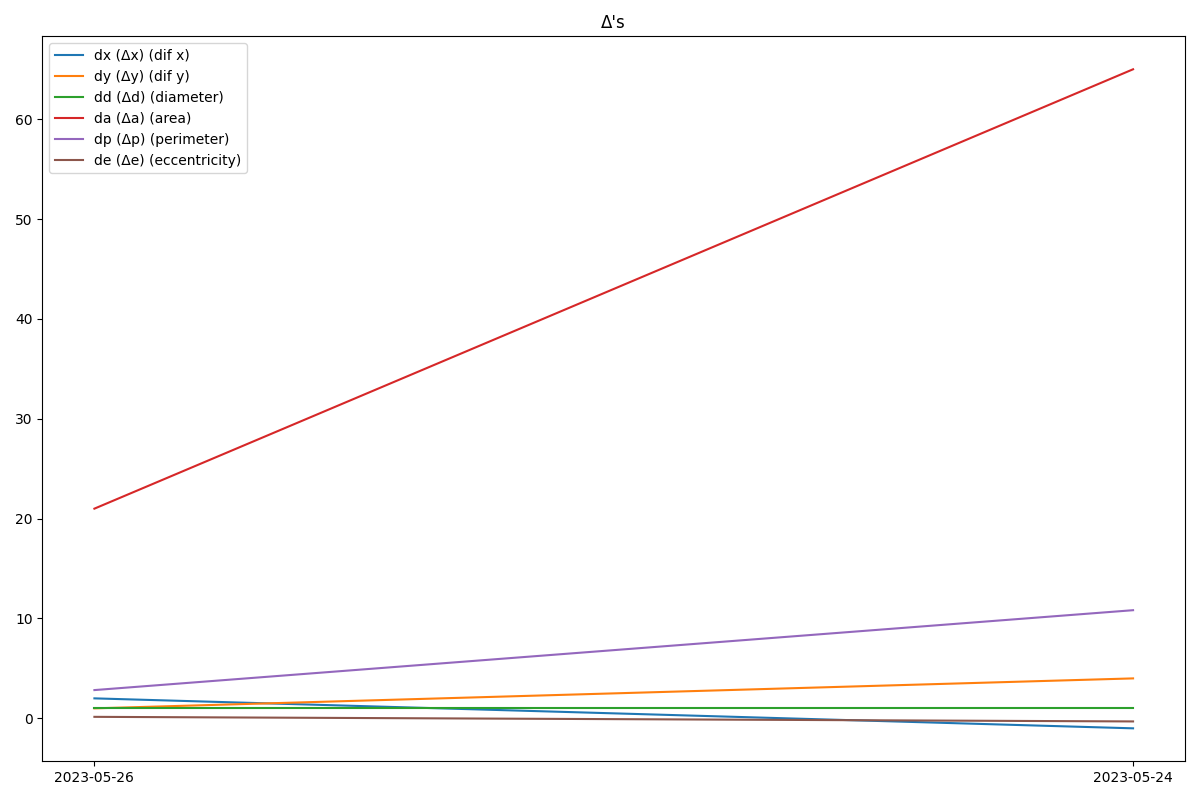 Δ's
dx (Δx) (dif x)
dy (Δy) (dif y)
dd (Δd) (diameter)
da (Δa) (area)
dp (Δp) (perimeter)
de (Δe) (eccentricity)
60
50
40
30
20
10
0
2023-05-26 2023-05-24